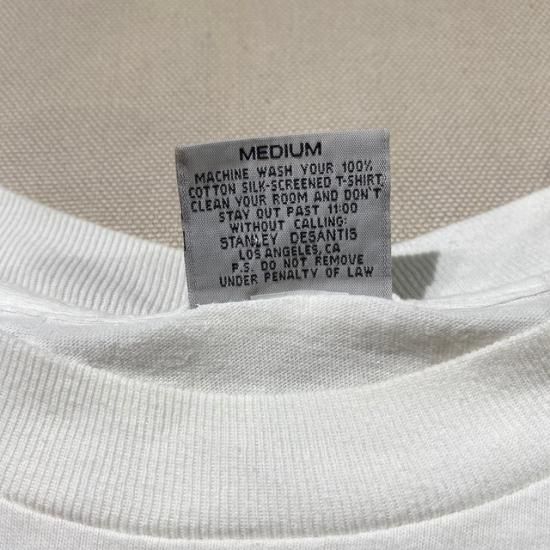 MEDIUM
MACHINE WASH YOUR 100%
COTTON SILK-SCREENED T-SHIRT,
CLEAN YOUR ROOM AND DON'T
STAY OUT PAST 11:00
WITHOUT CALLING:
STANLEY DESANTIS
LOS ANGELES, CA
P.S. DO NOT REMOVE
UNDER PENALTY OF LAW